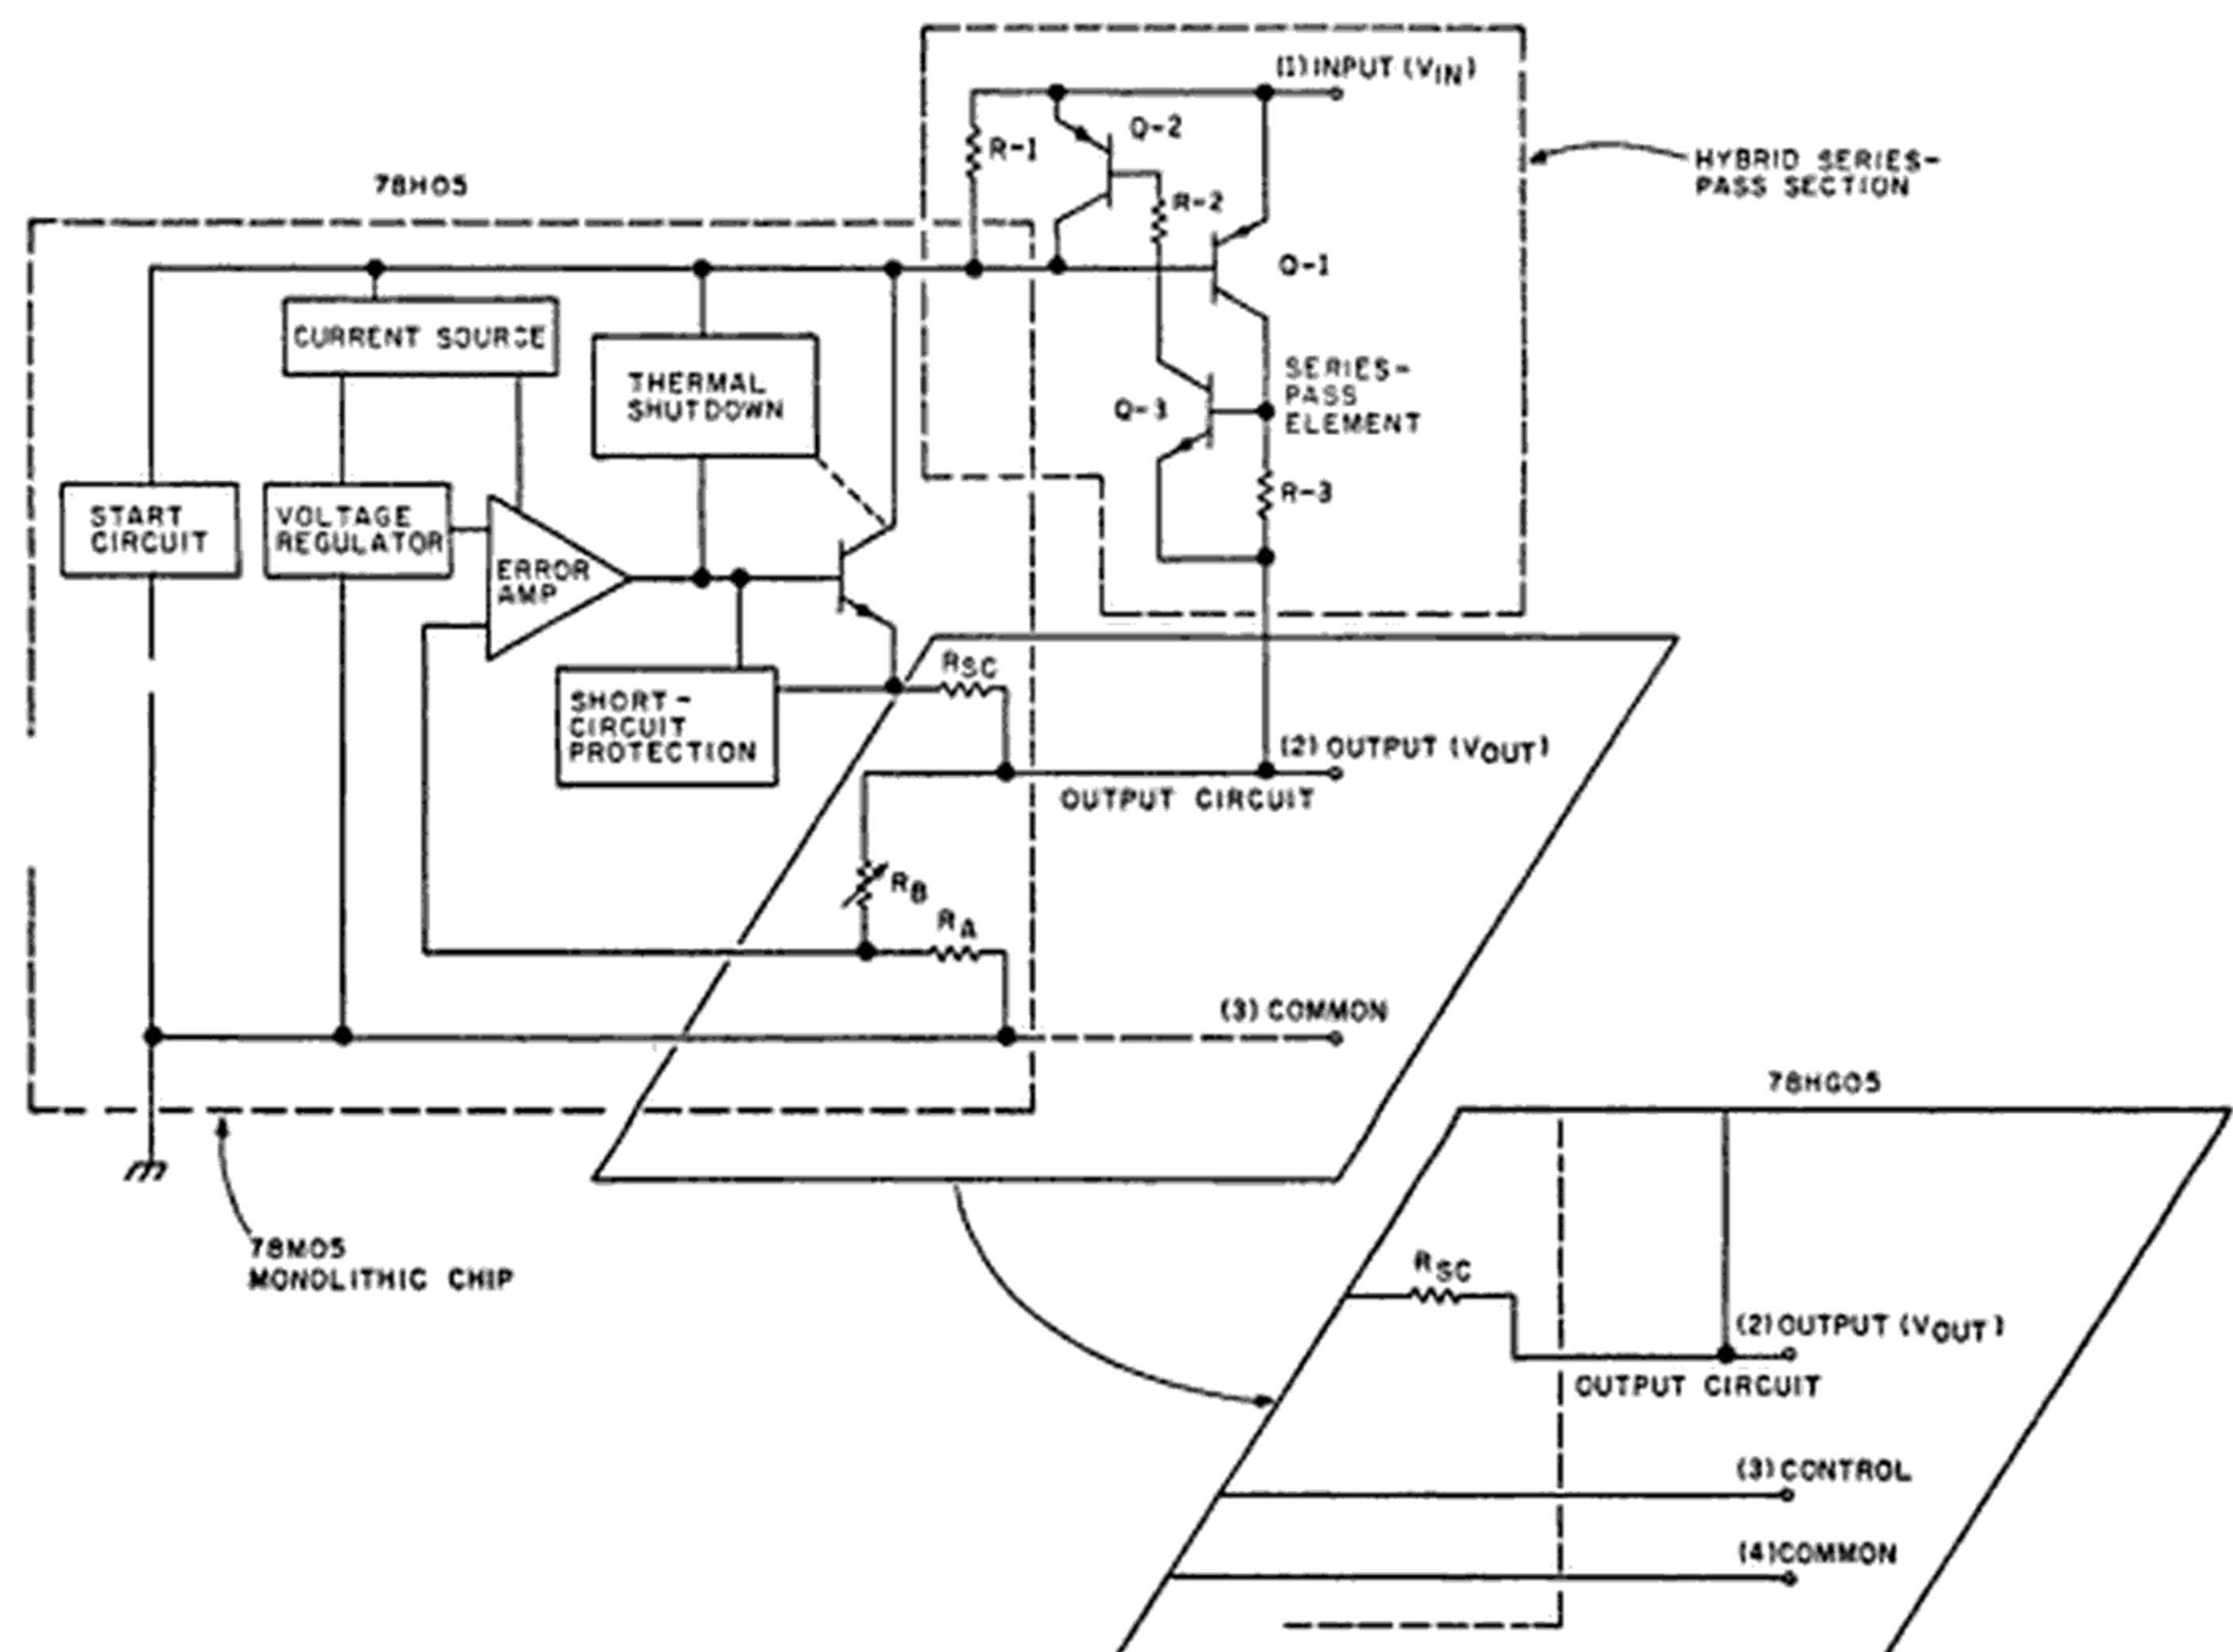 (1) INPUT (VIN)
Q-2
R-1
HYBRID SERIES-
PASS SECTION
78H05
R-2
Q-1
CURRENT SOURCE
THERMAL
SHUTDOWN
SERIES-
PASS
ELEMENT
Q-3
R-3
START
CIRCUIT
VOLTAGE
REGULATOR
ERROR
AMP
RSC
SHORT-
CIRCUIT
PROTECTION
(2) OUTPUT (VOUT)
OUTPUT CIRCUIT
RB
RA
(3) COMMON
78HG05
78M05
MONOLITHIC CHIP
RSC
(2) OUTPUT (VOUT)
OUTPUT CIRCUIT
(3) CONTROL
(4) COMMON